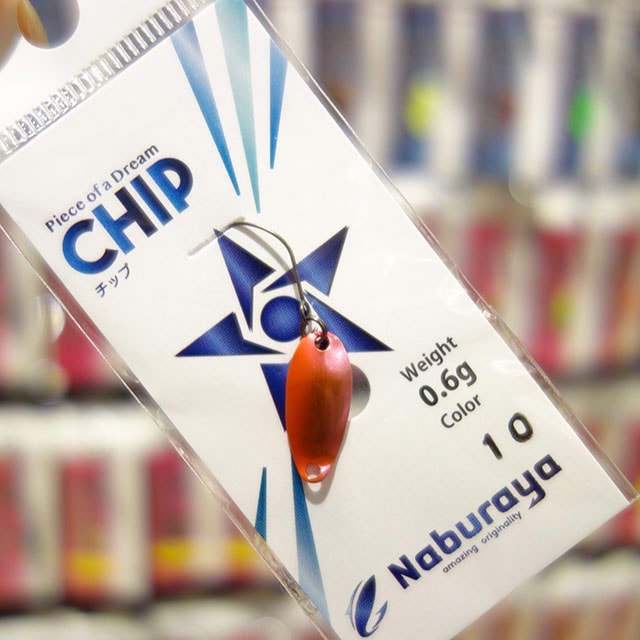 Piece of a Dream
CHIP
チップ
Weight
0.6g
Color
10
Naburaya
amazing originality